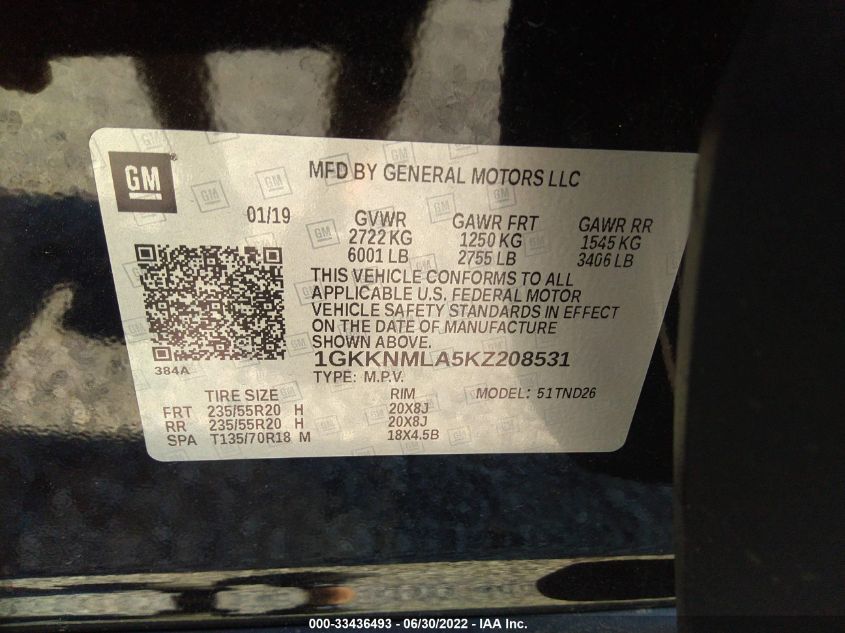 GM
MFD BY GENERAL MOTORS LLC
01/19
GVWR GAWR FRT GAWR RR
2722 KG 1250 KG 1545 KG
6001 LB 2755 LB 3406 LB
THIS VEHICLE CONFORMS TO ALL
APPLICABLE U.S. FEDERAL MOTOR
VEHICLE SAFETY STANDARDS IN EFFECT
ON THE DATE OF MANUFACTURE
SHOWN ABOVE.
1GKKNMLA5KZ208531
384A
TYPE: M.P.V.
TIRE SIZE RIM MODEL: 51TND26
FRT 235/55R20 H 20X8J
RR 235/55R20 H 20X8J
SPA T135/70R18 M 18X4.5B
000-33436493 - 06/30/2022 - IAA Inc.